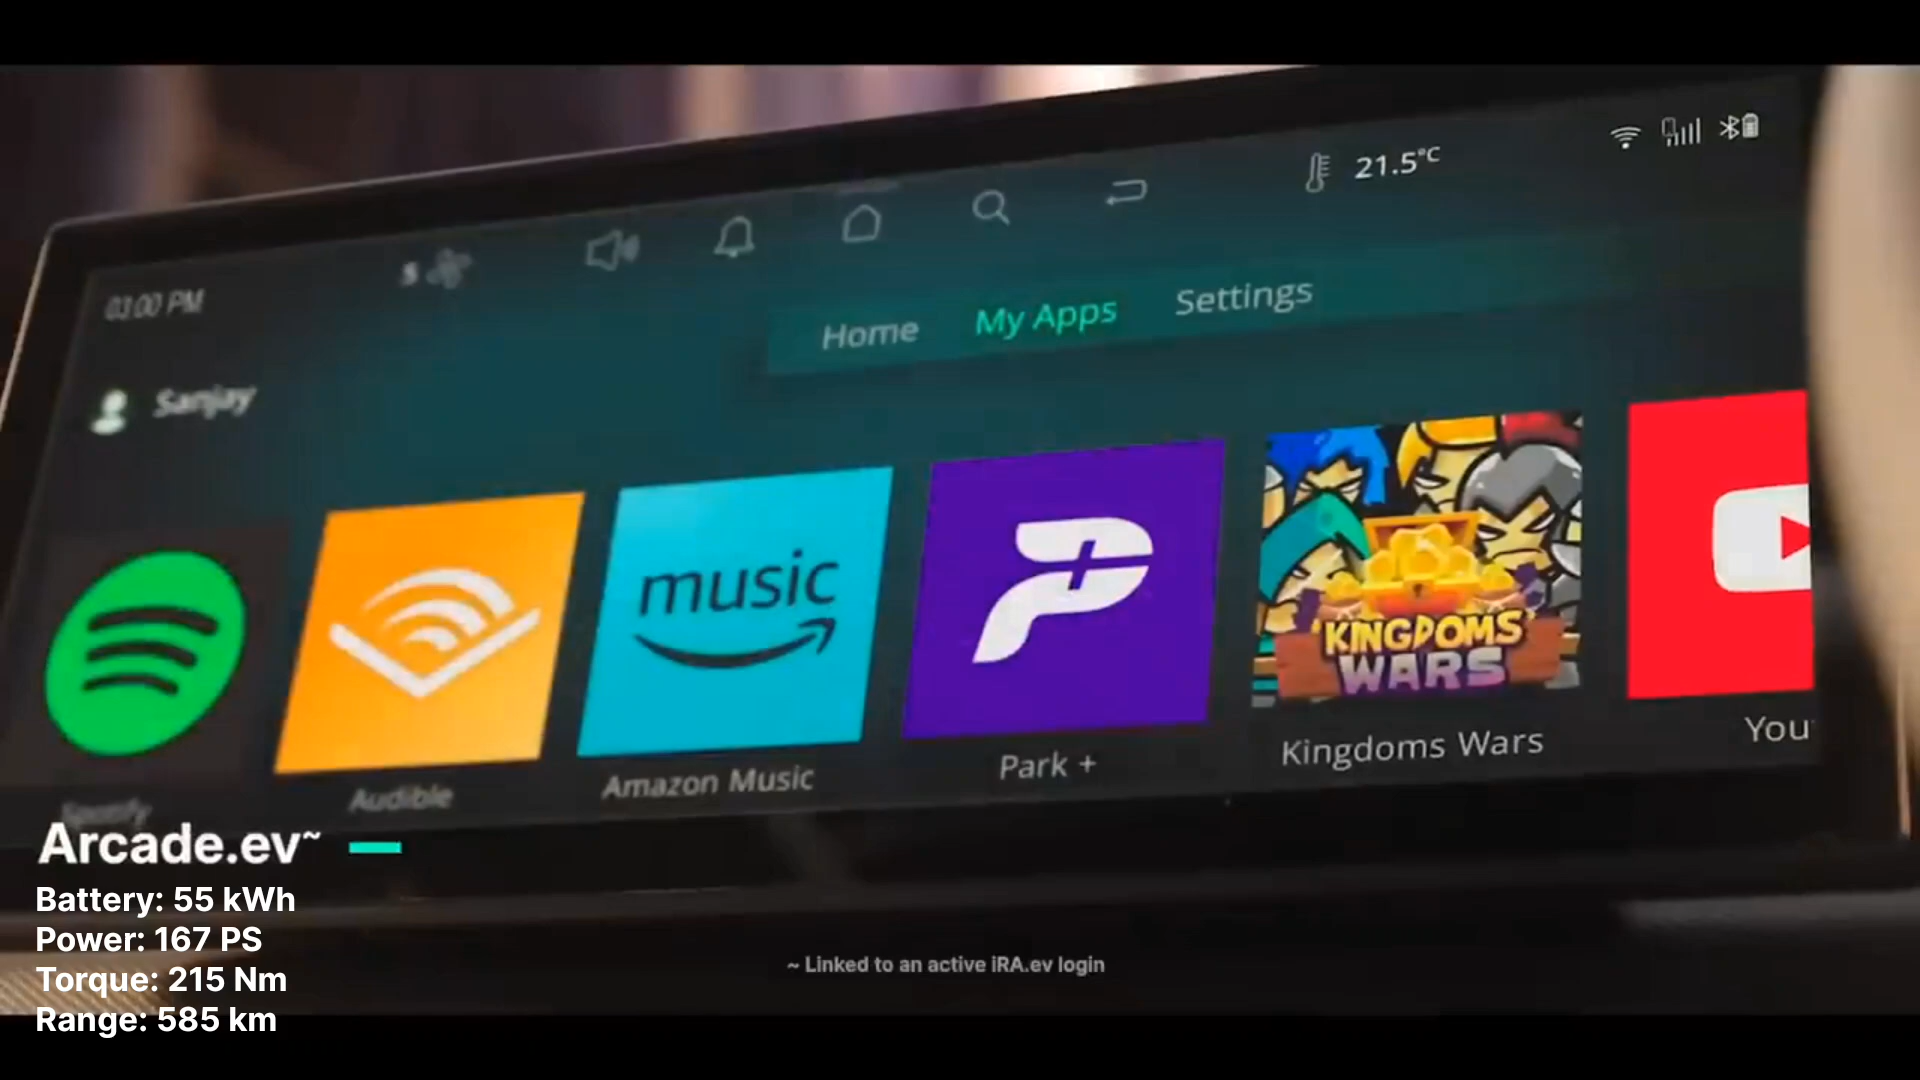 21.5°C
03:00 PM
5
Home My Apps Settings
Sanjay
music
KINGDOMS
WARS
Spotify
Audible
Amazon Music
Park +
Kingdoms Wars
You
Arcade.ev~
Battery: 55 kWh
Power: 167 PS
Torque: 215 Nm
Range: 585 km
~ Linked to an active iRA.ev login